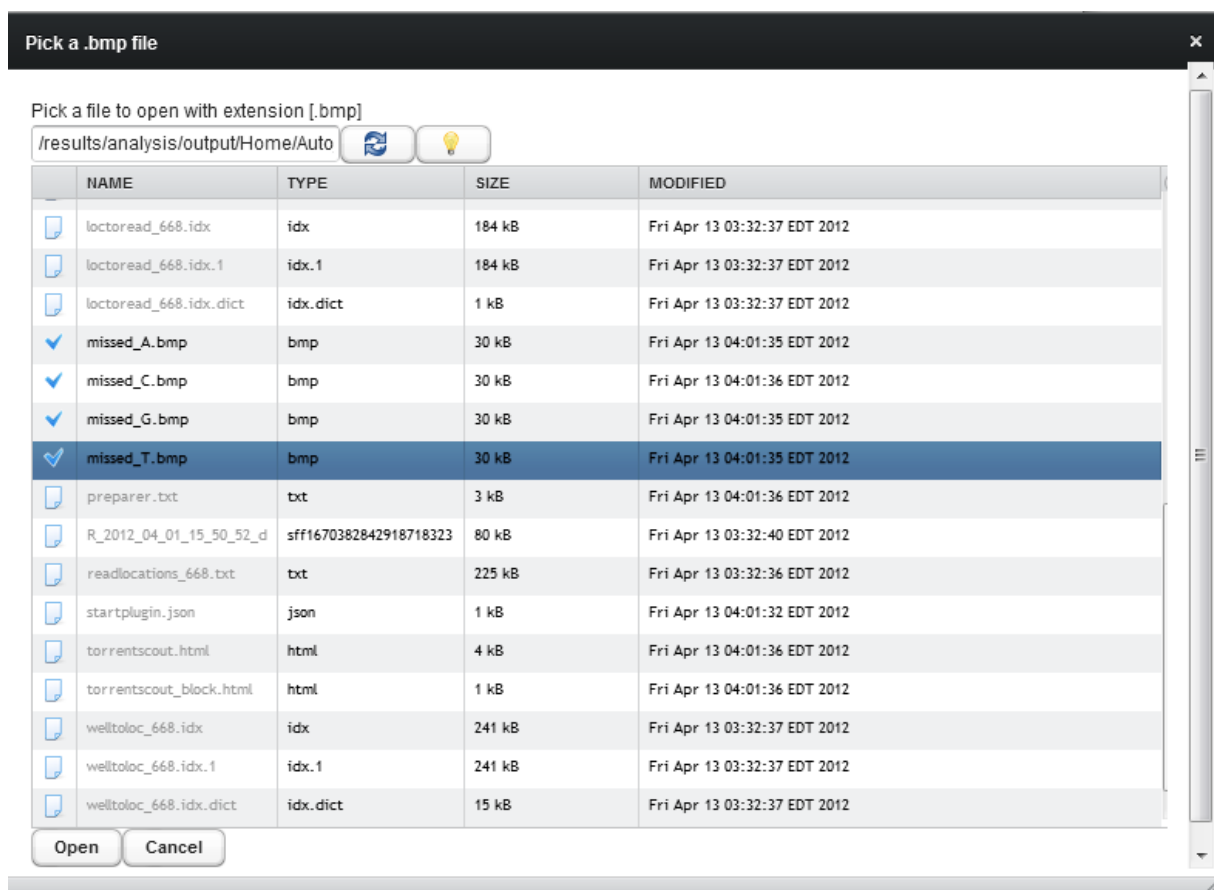 Pick a .bmp file
Pick a file to open with extension [.bmp]
/results/analysis/output/Home/Auto
NAME TYPE SIZE MODIFIED
loctoread_668.idx idx 184 kB Fri Apr 13 03:32:37 EDT 2012
loctoread_668.idx.1 idx.1 184 kB Fri Apr 13 03:32:37 EDT 2012
loctoread_668.idx.dict idx.dict 1 kB Fri Apr 13 03:32:37 EDT 2012
missed_A.bmp bmp 30 kB Fri Apr 13 04:01:35 EDT 2012
missed_C.bmp bmp 30 kB Fri Apr 13 04:01:36 EDT 2012
missed_G.bmp bmp 30 kB Fri Apr 13 04:01:35 EDT 2012
missed_T.bmp bmp 30 kB Fri Apr 13 04:01:35 EDT 2012
preparer.txt txt 3 kB Fri Apr 13 04:01:36 EDT 2012
R_2012_04_01_15_50_52_d sff1670382842918718323 80 kB Fri Apr 13 03:32:40 EDT 2012
readlocations_668.txt txt 225 kB Fri Apr 13 03:32:36 EDT 2012
startplugin.json json 1 kB Fri Apr 13 04:01:32 EDT 2012
torrentscout.html html 4 kB Fri Apr 13 04:01:36 EDT 2012
torrentscout_block.html html 1 kB Fri Apr 13 04:01:36 EDT 2012
welltoloc_668.idx idx 241 kB Fri Apr 13 03:32:37 EDT 2012
welltoloc_668.idx.1 idx.1 241 kB Fri Apr 13 03:32:37 EDT 2012
welltoloc_668.idx.dict idx.dict 15 kB Fri Apr 13 03:32:37 EDT 2012
Open Cancel